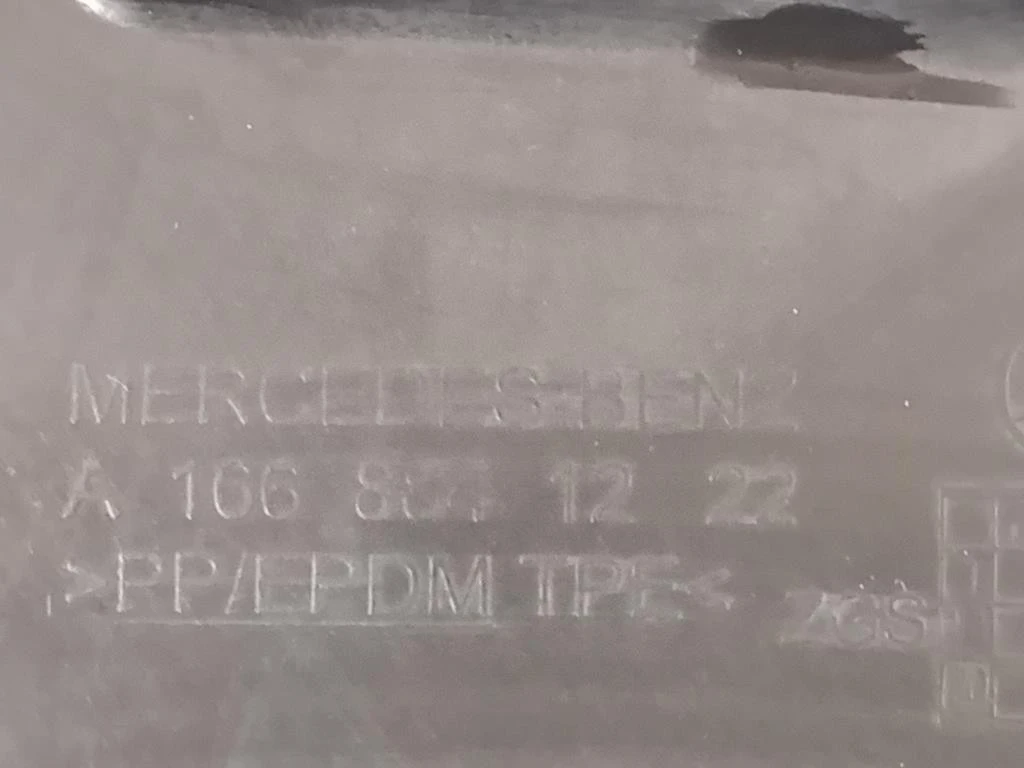 MERCEDES-BENZ
A 166 12 22
>PP/EPDM TPE<
ZGS